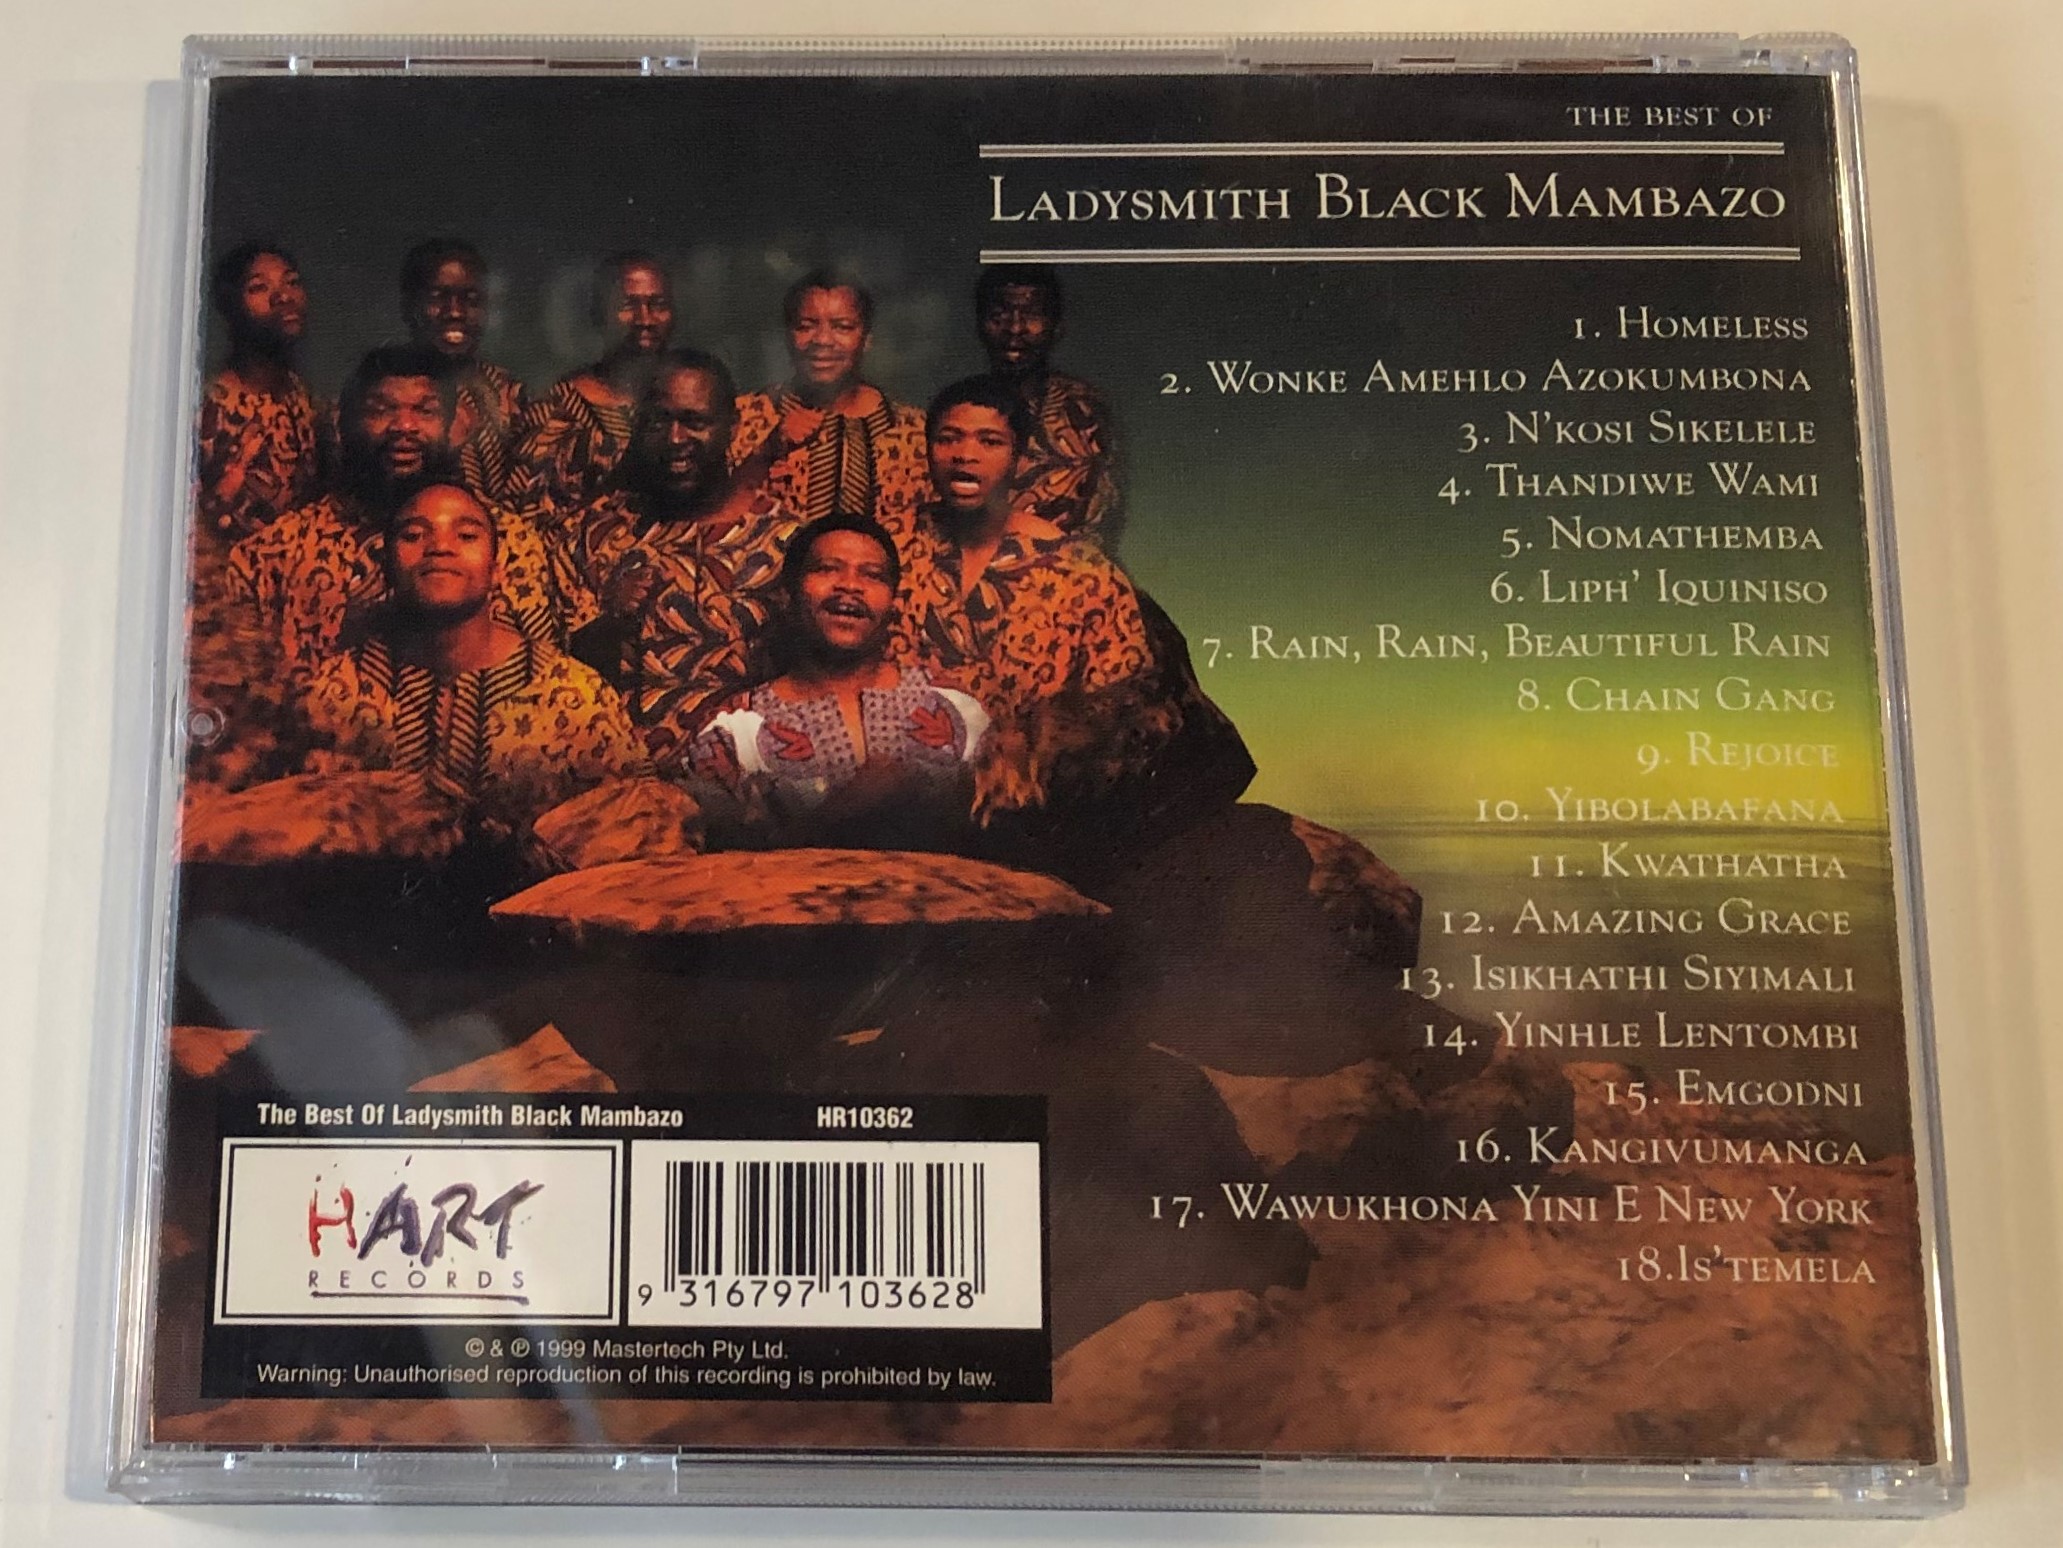 THE BEST OF
LADYSMITH BLACK MAMBAZO
1. HOMELESS
2. WONKE AMEHLO AZOKUMBONA
3. N'KOSI SIKELELE
4. THANDIWE WAMI
5. NOMATHEMBA
6. LIPH' IQUINISO
7. RAIN, RAIN, BEAUTIFUL RAIN
8. CHAIN GANG
9. REJOICE
10. YIBOLABAFANA
11. KWATHATHA
12. AMAZING GRACE
13. ISIKHATHI SIYIMALI
14. YINHLE LENTOMBI
15. EMGODNI
16. KANGIVUMANGA
17. WAWUKHONA YINI E NEW YORK
18.IS'TEMELA
The Best Of Ladysmith Black Mambazo HR10362
HART
RECORDS
9 316797 103628
© & ℗ 1999 Mastertech Pty Ltd.
Warning: Unauthorised reproduction of this recording is prohibited by law.